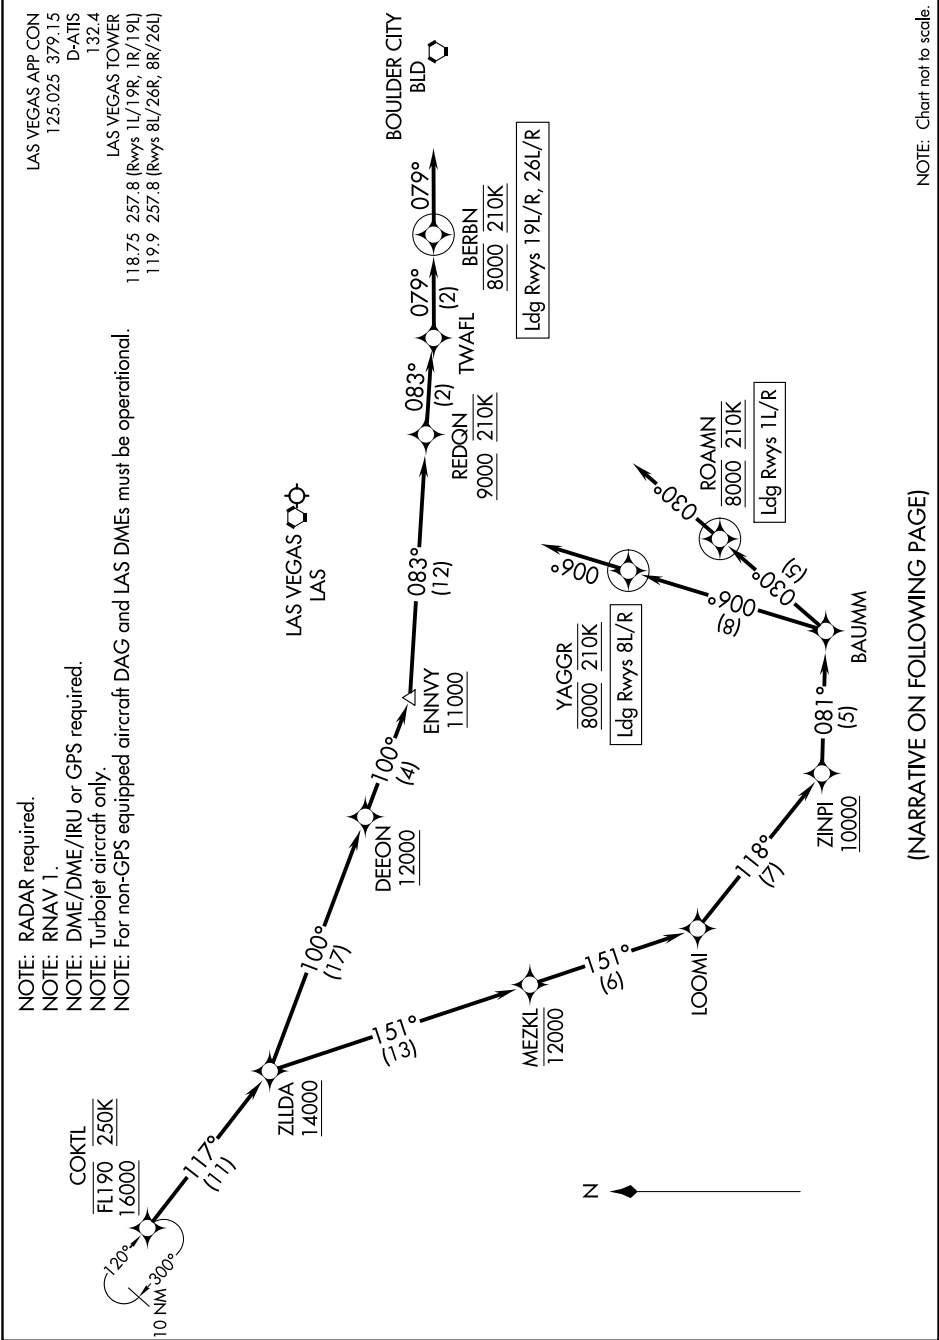 NOTE: RADAR required.
NOTE: RNAV 1.
NOTE: DME/DME/IRU or GPS required.
NOTE: Turbojet aircraft only.
NOTE: For non-GPS equipped aircraft DAG and LAS DMEs must be operational.
LAS VEGAS APP CON
125.025 379.15
D-ATIS
132.4
LAS VEGAS TOWER
118.75 257.8 (Rwys 1L/19R, 1R/19L)
119.9 257.8 (Rwys 8L/26R, 8R/26L)
COKTL
FL190 250K
16000
120°
300°
10 NM
117°
(11)
ZLLDA
14000
100°
(17)
DEEON
12000
100°
(4)
ENNVY
11000
LAS VEGAS
LAS
083°
(12)
REDQN
9000 210K
083°
(2)
TWAFL
079°
(2)
BERBN
8000 210K
Ldg Rwys 19L/R, 26L/R
079°
BOULDER CITY
BLD
151°
(13)
MEZKL
12000
151°
(6)
LOOMI
118°
(7)
ZINPI
10000
081°
(5)
BAUMM
006°
(8)
YAGGR
8000 210K
Ldg Rwys 8L/R
006°
030°
(5)
ROAMN
8000 210K
Ldg Rwys 1L/R
030°
N
(NARRATIVE ON FOLLOWING PAGE)
NOTE: Chart not to scale.